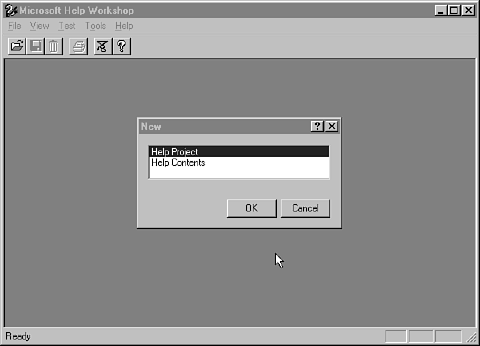 Microsoft Help Workshop
File View Test Tools Help
New
Help Project
Help Contents
OK Cancel
Ready